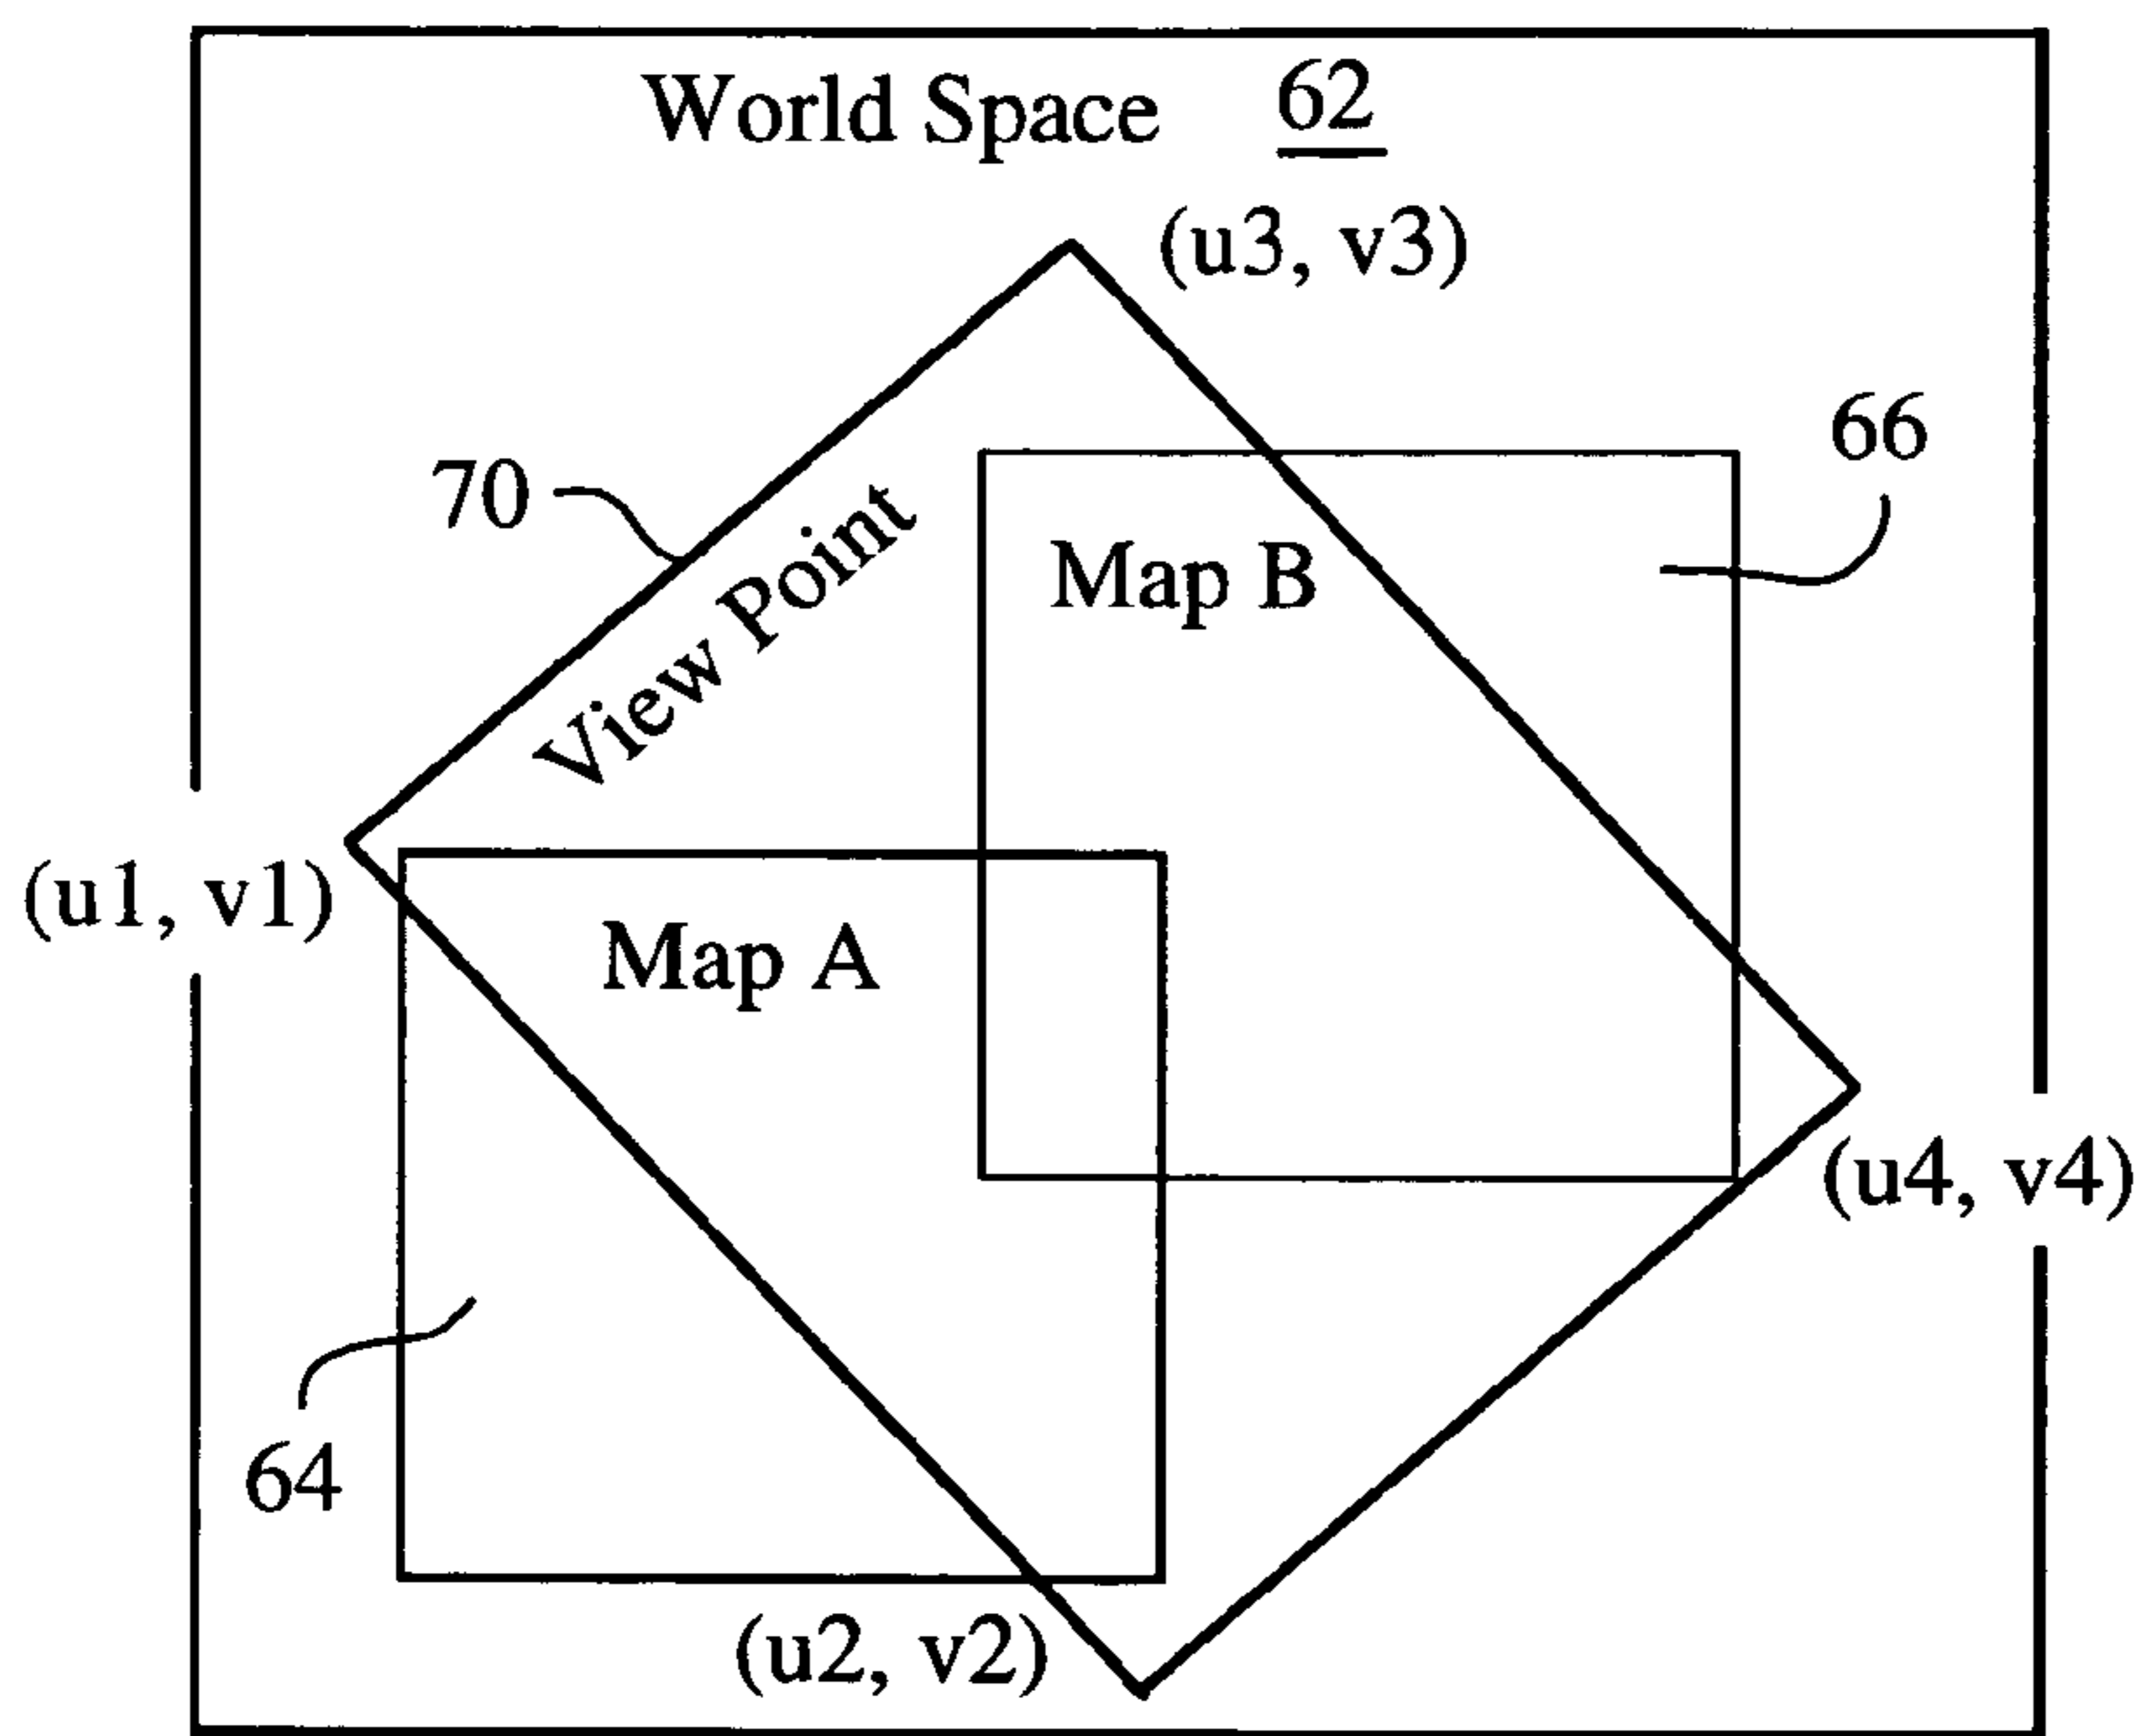 World Space 62
(u3, v3)
66
70
View Point
Map B
(u1, v1)
Map A
(u4, v4)
64
(u2, v2)